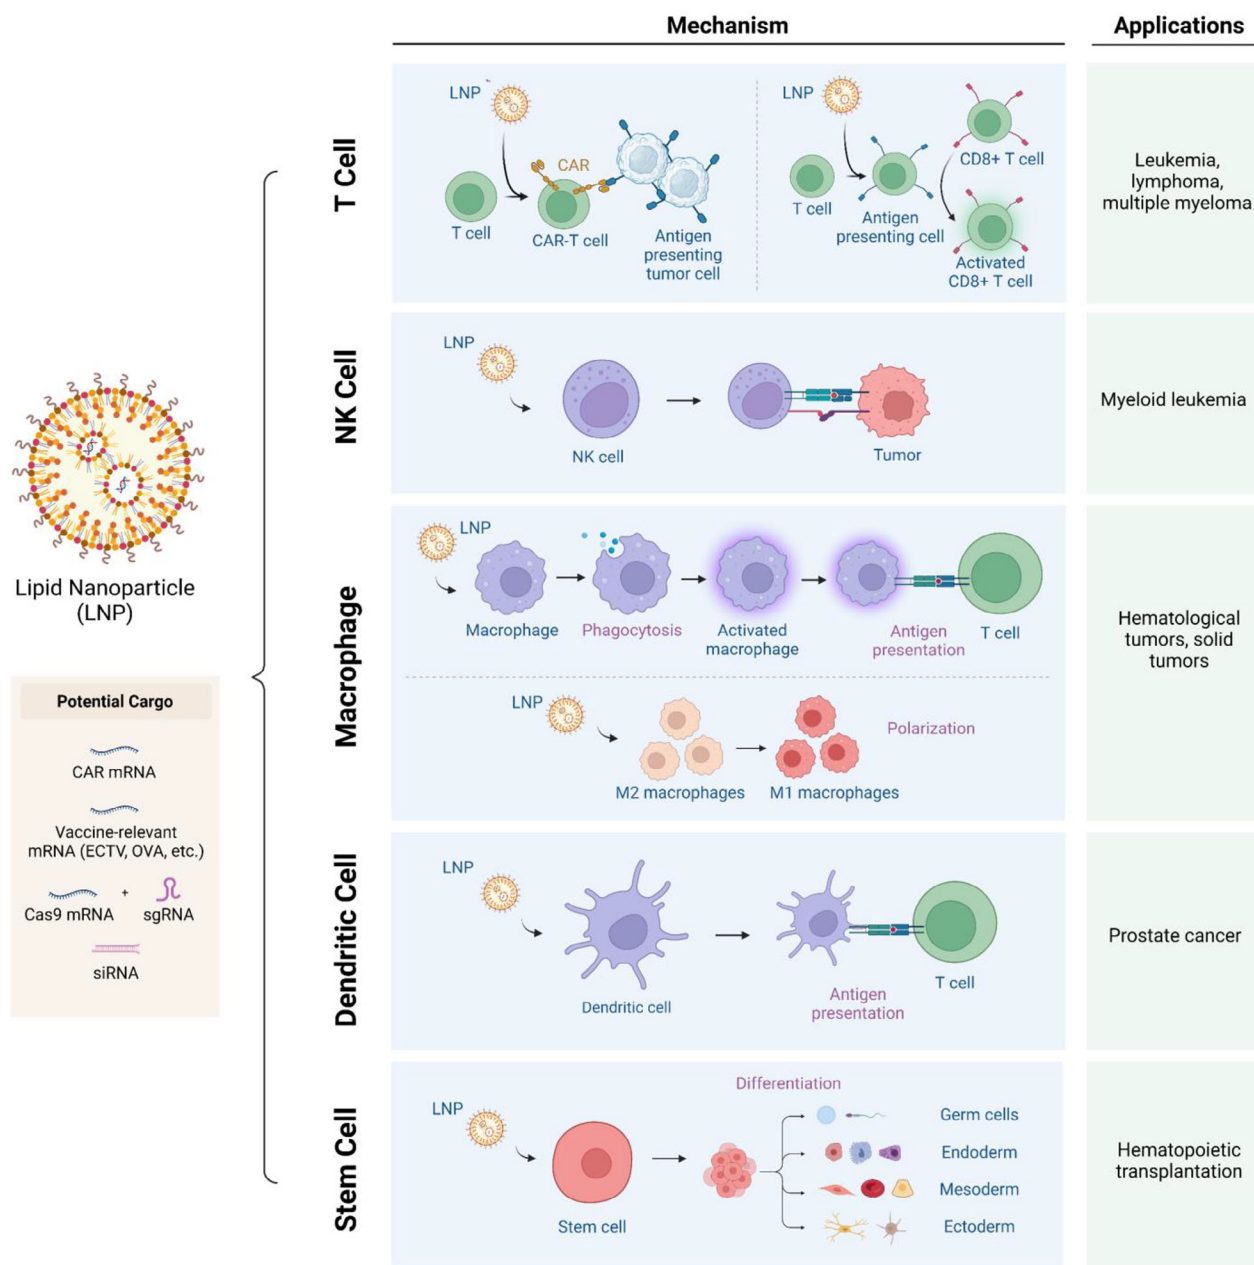 Mechanism
Applications
T Cell
LNP
T cell
CAR
CAR-T cell
Antigen
presenting
tumor cell
LNP
T cell
Antigen
presenting cell
CD8+ T cell
Activated
CD8+ T cell
Leukemia,
lymphoma,
multiple myeloma
NK Cell
LNP
NK cell
Tumor
Myeloid leukemia
Lipid Nanoparticle
(LNP)
Potential Cargo
CAR mRNA
Vaccine-relevant
mRNA (ECTV, OVA, etc.)
Cas9 mRNA + sgRNA
siRNA
Macrophage
LNP
Macrophage
Phagocytosis
Activated
macrophage
Antigen
presentation
T cell
LNP
M2 macrophages
M1 macrophages
Polarization
Hematological
tumors, solid
tumors
Dendritic Cell
LNP
Dendritic cell
Antigen
presentation
T cell
Prostate cancer
Stem Cell
LNP
Stem cell
Differentiation
Germ cells
Endoderm
Mesoderm
Ectoderm
Hematopoietic
transplantation